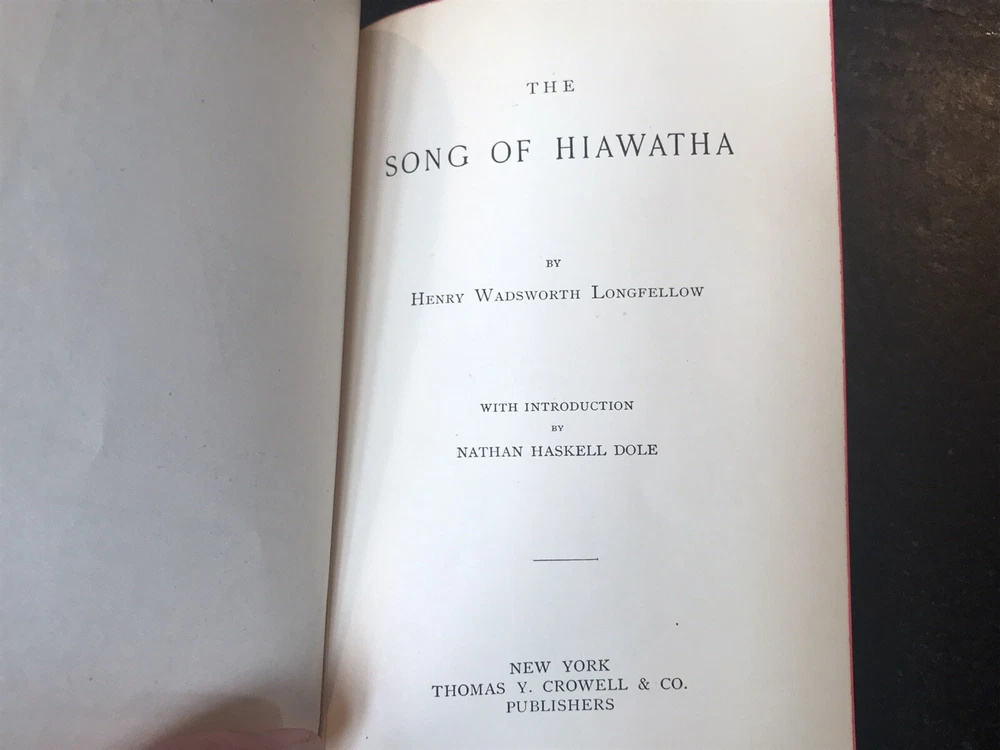 THE
SONG OF HIAWATHA
BY
HENRY WADSWORTH LONGFELLOW
WITH INTRODUCTION
BY
NATHAN HASKELL DOLE
NEW YORK
THOMAS Y. CROWELL & CO.
PUBLISHERS